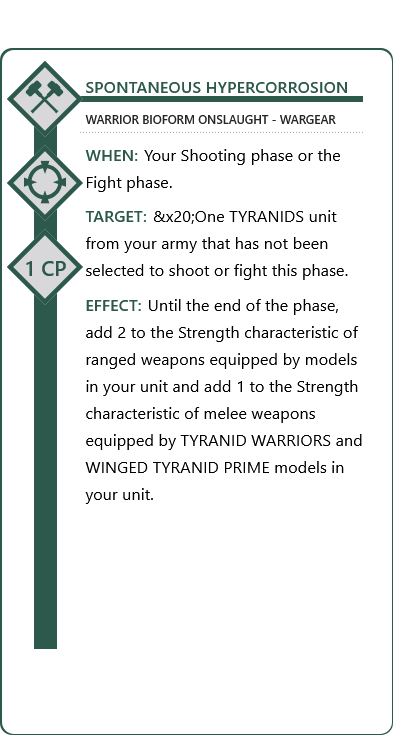 SPONTANEOUS HYPERCORROSION
WARRIOR BIOFORM ONSLAUGHT - WARGEAR
WHEN: Your Shooting phase or the
Fight phase.
TARGET: &x20;One TYRANIDS unit
from your army that has not been
selected to shoot or fight this phase.
1 CP
EFFECT: Until the end of the phase,
add 2 to the Strength characteristic of
ranged weapons equipped by models
in your unit and add 1 to the Strength
characteristic of melee weapons
equipped by TYRANID WARRIORS and
WINGED TYRANID PRIME models in
your unit.